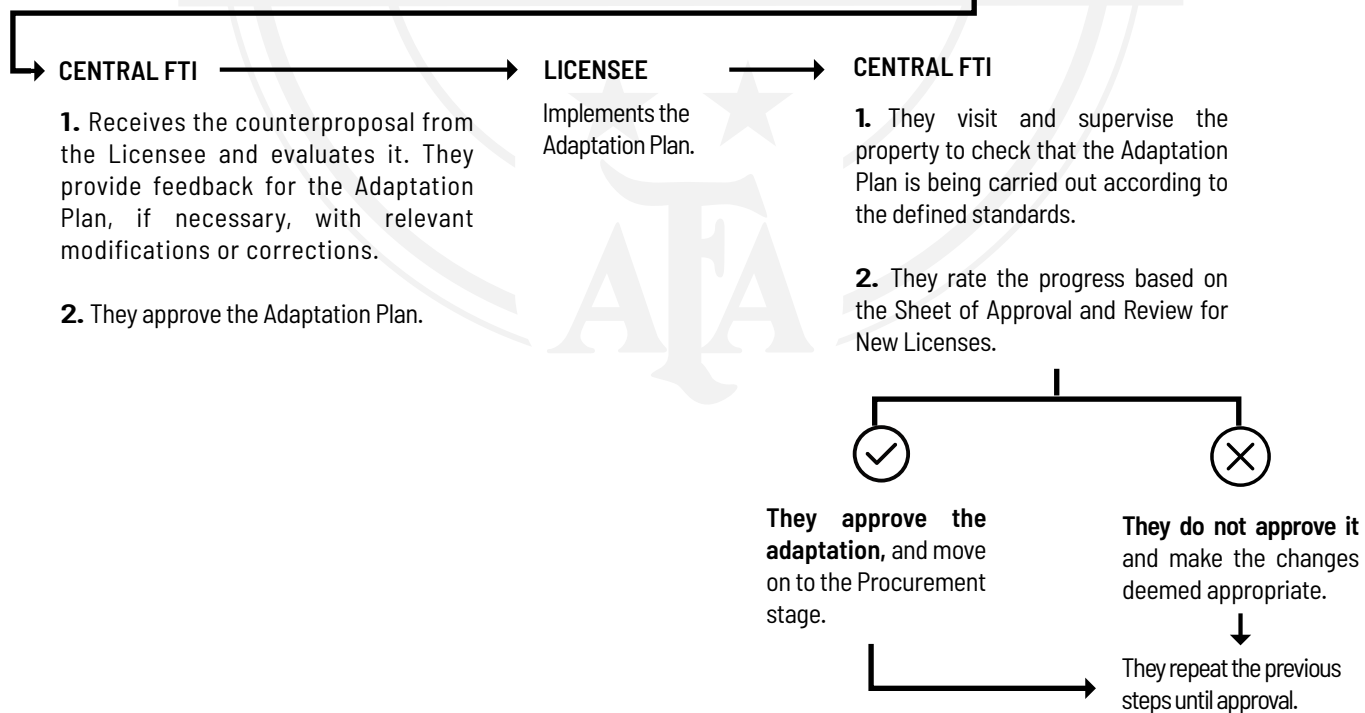 CENTRAL FTI
1. Receives the counterproposal from
the Licensee and evaluates it. They
provide feedback for the Adaptation
Plan, if necessary, with relevant
modifications or corrections.
2. They approve the Adaptation Plan.
LICENSEE
Implements the
Adaptation Plan.
CENTRAL FTI
1. They visit and supervise the
property to check that the Adaptation
Plan is being carried out according to
the defined standards.
2. They rate the progress based on
the Sheet of Approval and Review for
New Licenses.
They approve the
adaptation, and move
on to the Procurement
stage.
They do not approve it
and make the changes
deemed appropriate.
They repeat the previous
steps until approval.
AFA